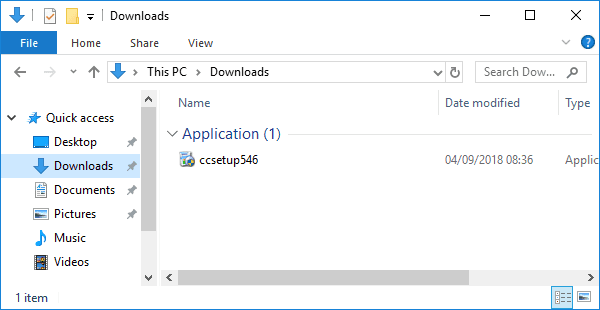 Downloads
File Home Share View
This PC Downloads Search Dow...
Name Date modified Type
Quick access
Application (1)
Desktop
ccsetup546 04/09/2018 08:36 Applic
Downloads
Documents
Pictures
Music
Videos
1 item